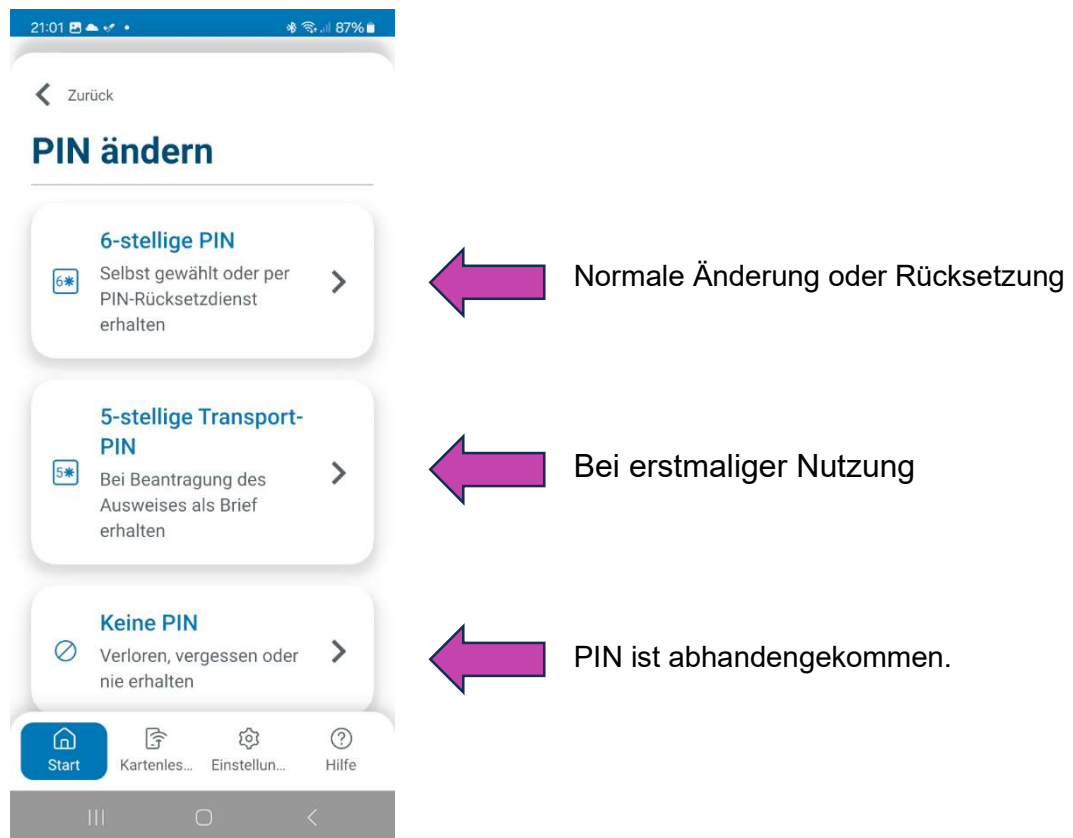 21:01 87%
Zurück
PIN ändern
6-stellige PIN
6*
Selbst gewählt oder per
PIN-Rücksetzdienst
erhalten
Normale Änderung oder Rücksetzung
5-stellige Transport-
PIN
5*
Bei Beantragung des
Ausweises als Brief
erhalten
Bei erstmaliger Nutzung
Keine PIN
Verloren, vergessen oder
nie erhalten
PIN ist abhandengekommen.
Start Kartenles... Einstellun... Hilfe